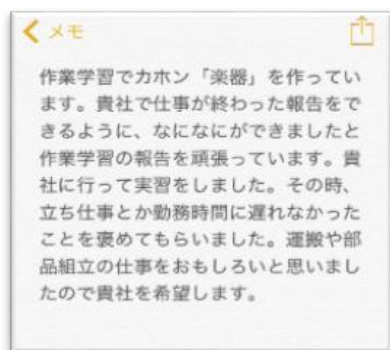 メモ
作業学習でカホン「楽器」を作ってい
ます。貴社で仕事が終わった報告をで
きるように、なになにができましたと
作業学習の報告を頑張っています。貴
社に行って実習をしました。その時、
立ち仕事とか勤務時間に遅れなかった
ことを褒めてもらいました。運搬や部
品組立の仕事をおもしろいと思いまし
たので貴社を希望します。